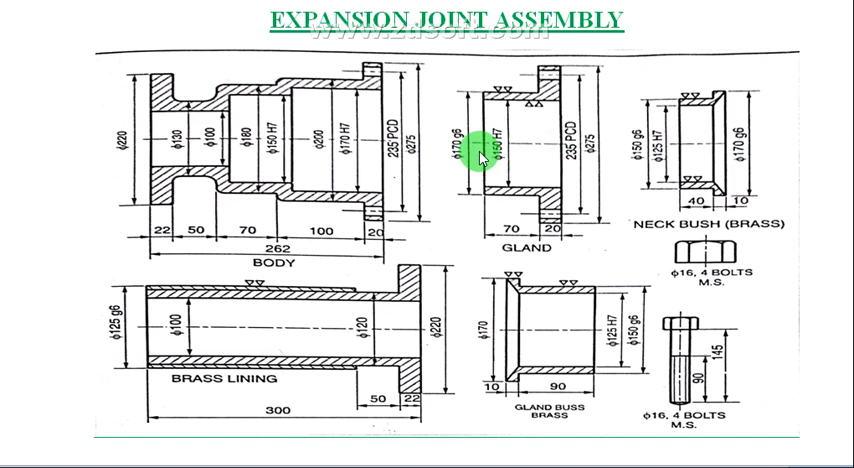 EXPANSION JOINT ASSEMBLY
www.zdsoft.com
ϕ220
ϕ130
ϕ100
ϕ180
ϕ150 H7
ϕ200
ϕ170 H7
235 PCD
ϕ275
22
50
70
100
20
262
BODY
ϕ170 g6
ϕ150 H7
235 PCD
ϕ275
70
20
GLAND
ϕ150 g6
ϕ125 H7
ϕ170 g6
40
10
NECK BUSH (BRASS)
ϕ16, 4 BOLTS
M.S.
ϕ125 g6
ϕ100
ϕ120
ϕ220
BRASS LINING
50
22
300
ϕ170
ϕ125 H7
ϕ150 g6
10
90
GLAND BUSS
BRASS
145
90
ϕ16, 4 BOLTS
M.S.